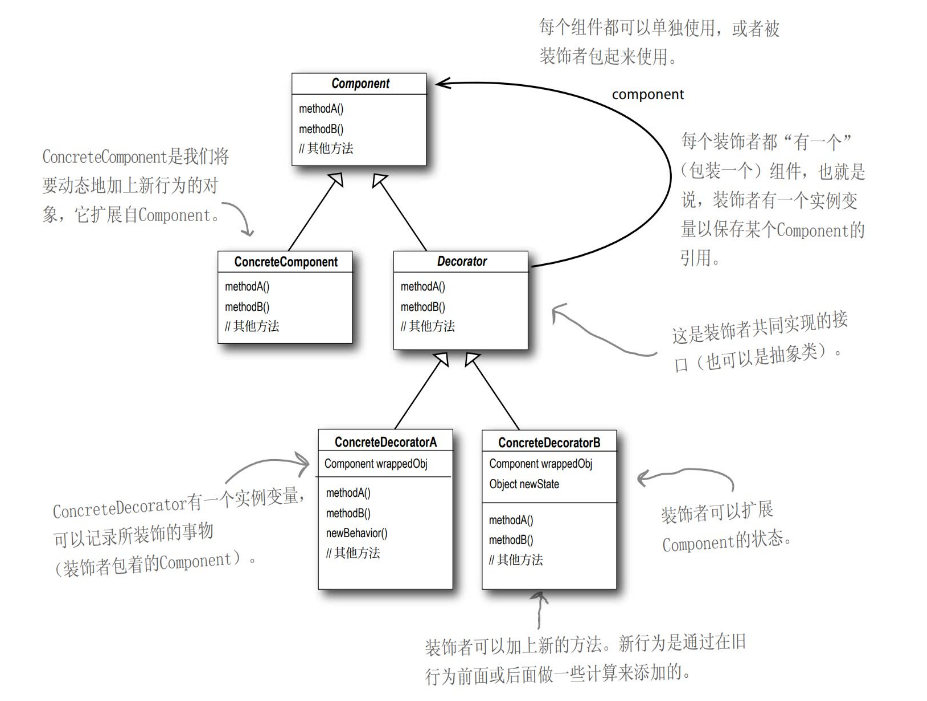 每个组件都可以单独使用，或者被
装饰者包起来使用。
Component
methodA()
methodB()
// 其他方法
component
每个装饰者都“有一个”
（包装一个）组件，也就是
说，装饰者有一个实例变
量以保存某个Component的
引用。
ConcreteComponent是我们将
要动态地加上新行为的对
象，它扩展自Component。
ConcreteComponent
methodA()
methodB()
// 其他方法
Decorator
methodA()
methodB()
// 其他方法
这是装饰者共同实现的接
口（也可以是抽象类）。
ConcreteDecoratorA
Component wrappedObj
methodA()
methodB()
newBehavior()
// 其他方法
ConcreteDecoratorB
Component wrappedObj
Object newState
methodA()
methodB()
// 其他方法
ConcreteDecorator有一个实例变量，
可以记录所装饰的事物
（装饰者包着的Component）。
装饰者可以扩展
Component的状态。
装饰者可以加上新的方法。新行为是通过在旧
行为前面或后面做一些计算来添加的。